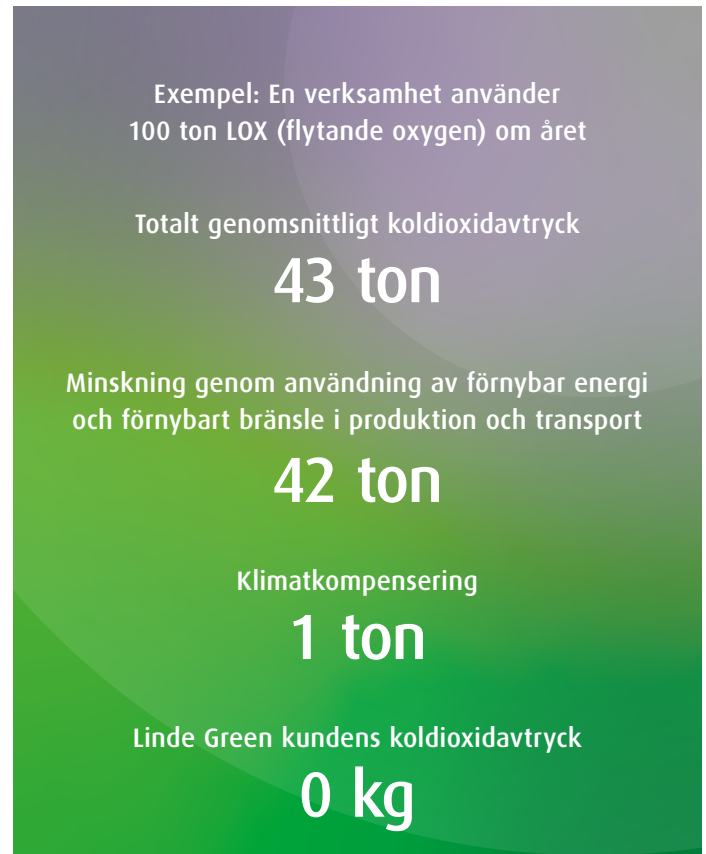 Exempel: En verksamhet använder
100 ton LOX (flytande oxygen) om året
Totalt genomsnittligt koldioxidavtryck
43 ton
Minskning genom användning av förnybar energi
och förnybart bränsle i produktion och transport
42 ton
Klimatkompensering
1 ton
Linde Green kundens koldioxidavtryck
0 kg